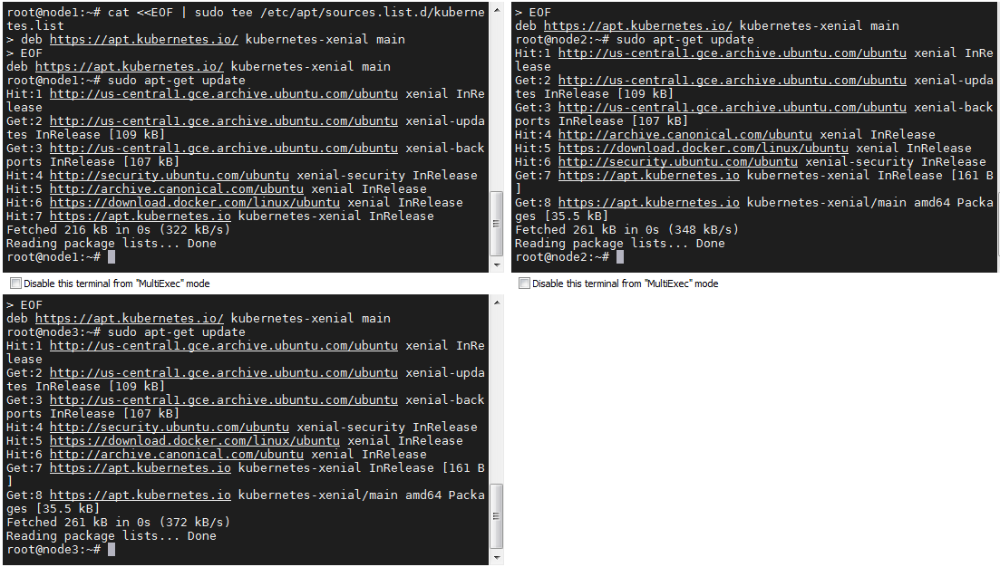 root@node1:~# cat <<EOF | sudo tee /etc/apt/sources.list.d/kuberne
tes.list
> deb https://apt.kubernetes.io/ kubernetes-xenial main
> EOF
deb https://apt.kubernetes.io/ kubernetes-xenial main
root@node1:~# sudo apt-get update
Hit:1 http://us-central1.gce.archive.ubuntu.com/ubuntu xenial InRe
lease
Get:2 http://us-central1.gce.archive.ubuntu.com/ubuntu xenial-upda
tes InRelease [109 kB]
Get:3 http://us-central1.gce.archive.ubuntu.com/ubuntu xenial-back
ports InRelease [107 kB]
Hit:4 http://security.ubuntu.com/ubuntu xenial-security InRelease
Hit:5 http://archive.canonical.com/ubuntu xenial InRelease
Hit:6 https://download.docker.com/linux/ubuntu xenial InRelease
Hit:7 https://apt.kubernetes.io kubernetes-xenial InRelease
Fetched 216 kB in 0s (322 kB/s)
Reading package lists... Done
root@node1:~#
Disable this terminal from "MultiExec" mode
> EOF
deb https://apt.kubernetes.io/ kubernetes-xenial main
root@node2:~# sudo apt-get update
Hit:1 http://us-central1.gce.archive.ubuntu.com/ubuntu xenial InRe
lease
Get:2 http://us-central1.gce.archive.ubuntu.com/ubuntu xenial-upda
tes InRelease [109 kB]
Get:3 http://us-central1.gce.archive.ubuntu.com/ubuntu xenial-back
ports InRelease [107 kB]
Hit:4 http://archive.canonical.com/ubuntu xenial InRelease
Hit:5 https://download.docker.com/linux/ubuntu xenial InRelease
Hit:6 http://security.ubuntu.com/ubuntu xenial-security InRelease
Get:7 https://apt.kubernetes.io kubernetes-xenial InRelease [161 B
]
Get:8 https://apt.kubernetes.io kubernetes-xenial/main amd64 Packa
ges [35.5 kB]
Fetched 261 kB in 0s (348 kB/s)
Reading package lists... Done
root@node2:~#
Disable this terminal from "MultiExec" mode
> EOF
deb https://apt.kubernetes.io/ kubernetes-xenial main
root@node3:~# sudo apt-get update
Hit:1 http://us-central1.gce.archive.ubuntu.com/ubuntu xenial InRe
lease
Get:2 http://us-central1.gce.archive.ubuntu.com/ubuntu xenial-upda
tes InRelease [109 kB]
Get:3 http://us-central1.gce.archive.ubuntu.com/ubuntu xenial-back
ports InRelease [107 kB]
Hit:4 http://security.ubuntu.com/ubuntu xenial-security InRelease
Hit:5 https://download.docker.com/linux/ubuntu xenial InRelease
Hit:6 http://archive.canonical.com/ubuntu xenial InRelease
Get:7 https://apt.kubernetes.io kubernetes-xenial InRelease [161 B
]
Get:8 https://apt.kubernetes.io kubernetes-xenial/main amd64 Packa
ges [35.5 kB]
Fetched 261 kB in 0s (372 kB/s)
Reading package lists... Done
root@node3:~#